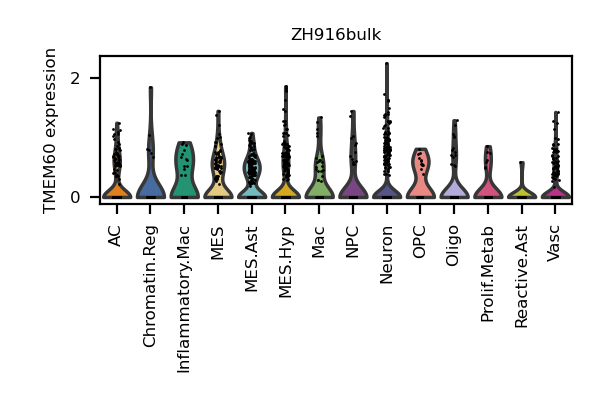 ZH916bulk
TMEM60 expression
2
0
AC
Chromatin.Reg
Inflammatory.Mac
MES
MES.Ast
MES.Hyp
Mac
NPC
Neuron
OPC
Oligo
Prolif.Metab
Reactive.Ast
Vasc